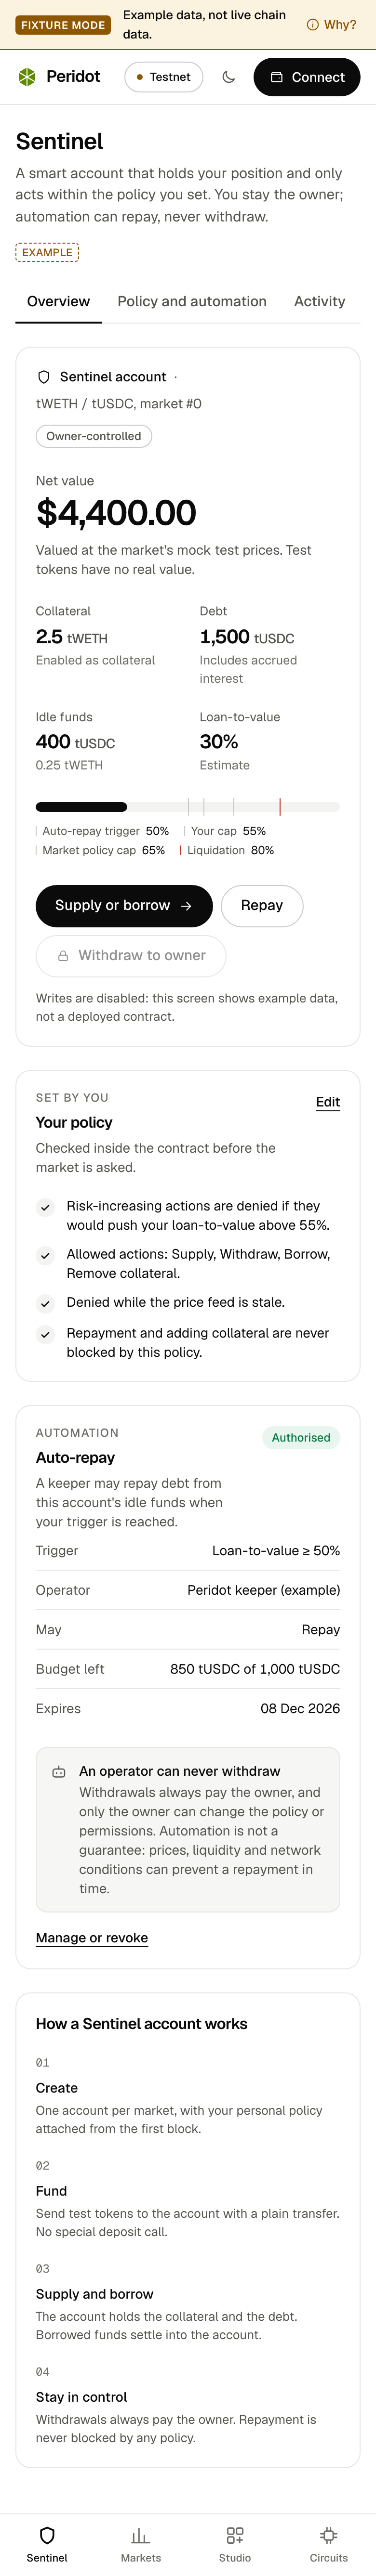 FIXTURE MODE
Example data, not live chain
data.
Why?
Peridot
Testnet
Connect
Sentinel
A smart account that holds your position and only
acts within the policy you set. You stay the owner;
automation can repay, never withdraw.
EXAMPLE
Overview
Policy and automation
Activity
Sentinel account ·
tWETH / tUSDC, market #0
Owner-controlled
Net value
$4,400.00
Valued at the market's mock test prices. Test
tokens have no real value.
Collateral
2.5 tWETH
Enabled as collateral
Debt
1,500 tUSDC
Includes accrued
interest
Idle funds
400 tUSDC
0.25 tWETH
Loan-to-value
30%
Estimate
Auto-repay trigger 50%
Your cap 55%
Market policy cap 65%
Liquidation 80%
Supply or borrow →
Repay
Withdraw to owner
Writes are disabled: this screen shows example data,
not a deployed contract.
SET BY YOU
Edit
Your policy
Checked inside the contract before the
market is asked.
Risk-increasing actions are denied if they
would push your loan-to-value above 55%.
Allowed actions: Supply, Withdraw, Borrow,
Remove collateral.
Denied while the price feed is stale.
Repayment and adding collateral are never
blocked by this policy.
AUTOMATION
Authorised
Auto-repay
A keeper may repay debt from
this account's idle funds when
your trigger is reached.
Trigger
Loan-to-value ≥ 50%
Operator
Peridot keeper (example)
May
Repay
Budget left
850 tUSDC of 1,000 tUSDC
Expires
08 Dec 2026
An operator can never withdraw
Withdrawals always pay the owner, and
only the owner can change the policy or
permissions. Automation is not a
guarantee: prices, liquidity and network
conditions can prevent a repayment in
time.
Manage or revoke
How a Sentinel account works
01
Create
One account per market, with your personal policy
attached from the first block.
02
Fund
Send test tokens to the account with a plain transfer.
No special deposit call.
03
Supply and borrow
The account holds the collateral and the debt.
Borrowed funds settle into the account.
04
Stay in control
Withdrawals always pay the owner. Repayment is
never blocked by any policy.
Sentinel
Markets
Studio
Circuits